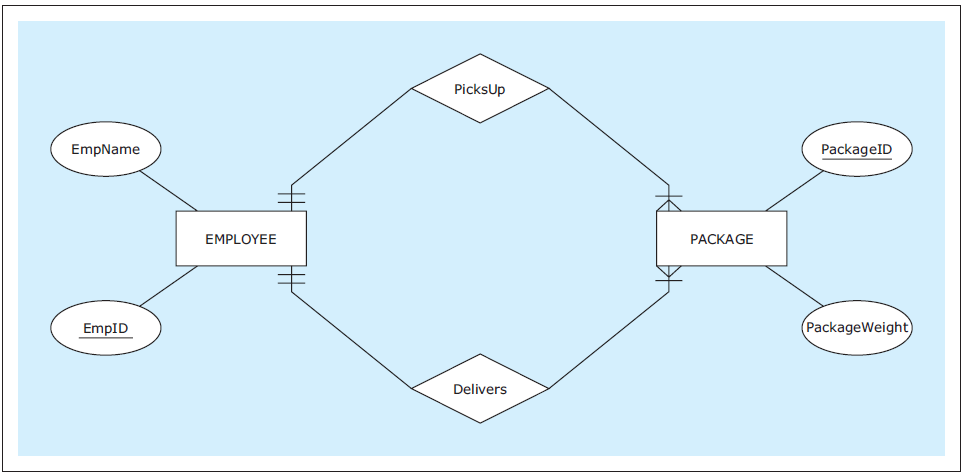 PicksUp
EmpName
PackageID
EMPLOYEE
PACKAGE
EmpID
PackageWeight
Delivers